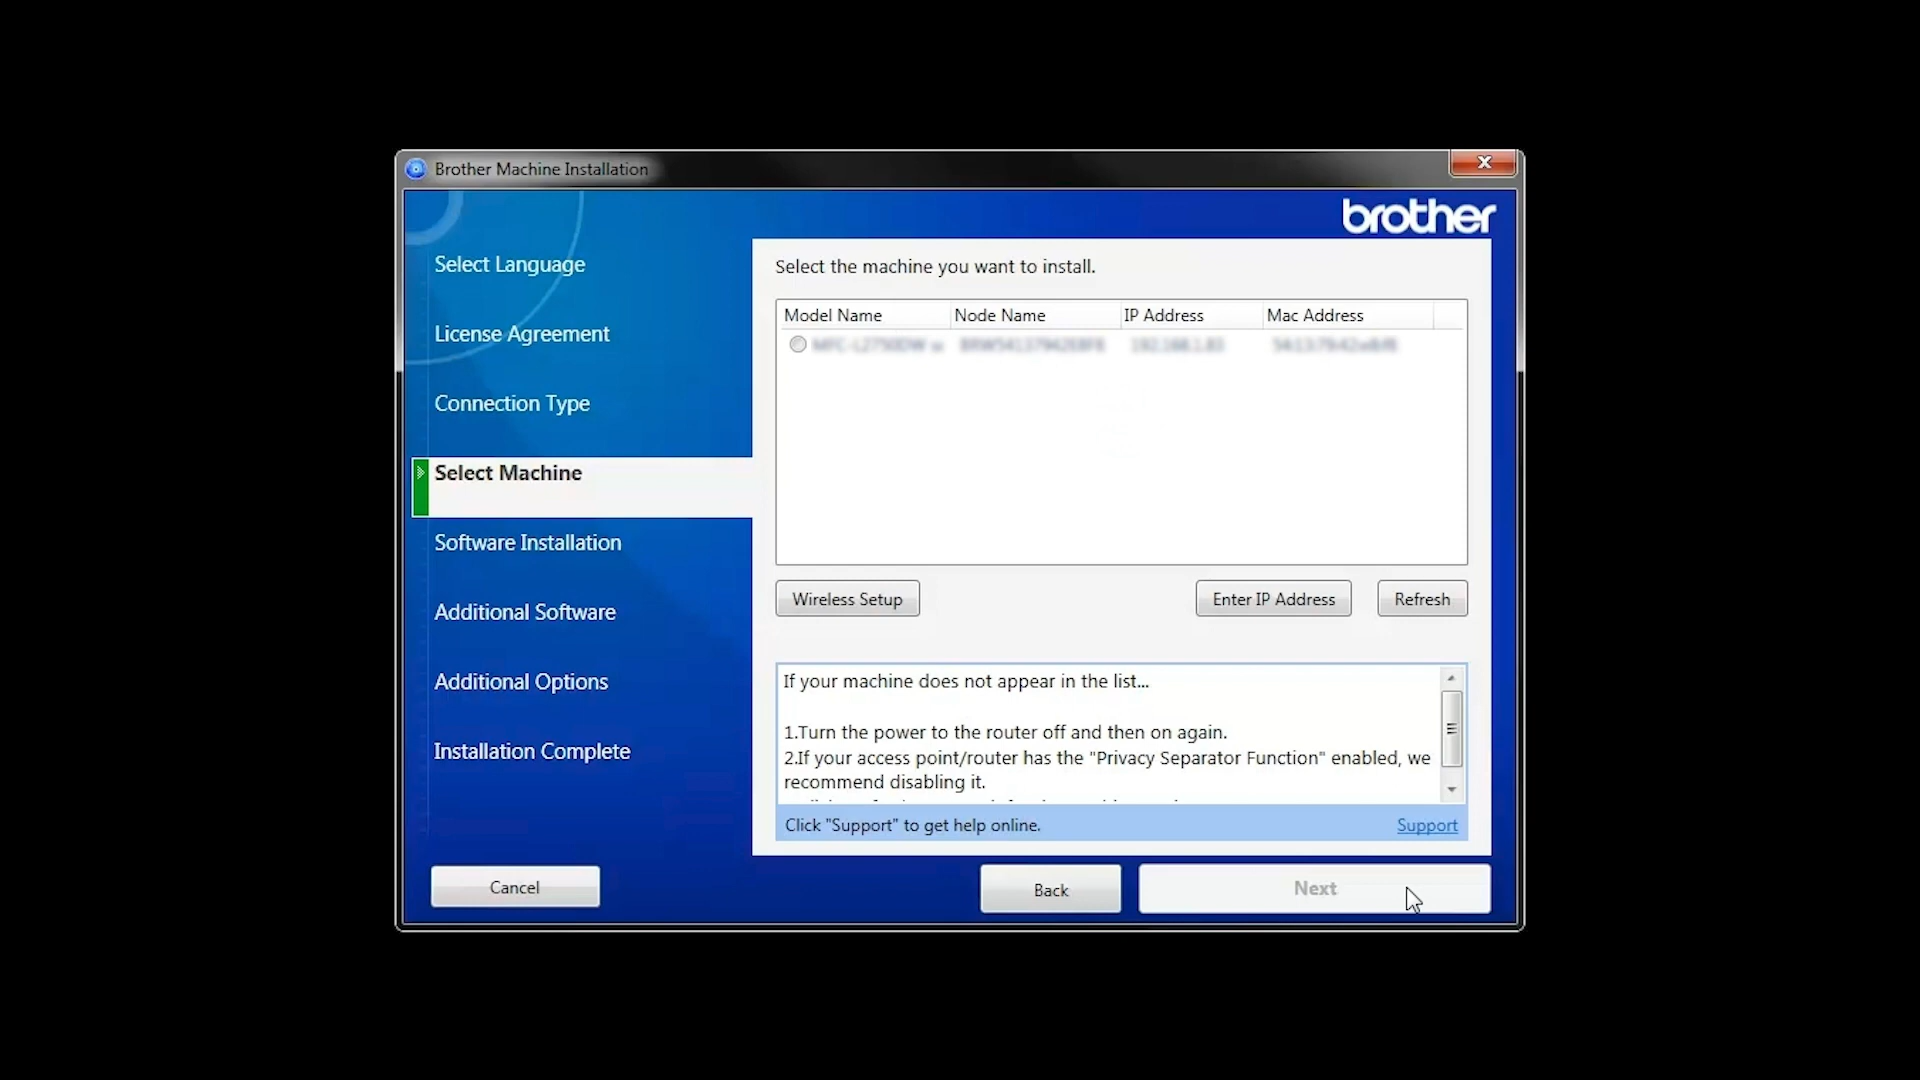 Brother Machine Installation
X
brother
Select Language
License Agreement
Connection Type
Select Machine
Software Installation
Additional Software
Additional Options
Installation Complete
Select the machine you want to install.
Model Name Node Name IP Address Mac Address
Wireless Setup Enter IP Address Refresh
If your machine does not appear in the list...
1.Turn the power to the router off and then on again.
2.If your access point/router has the "Privacy Separator Function" enabled, we
recommend disabling it.
Click "Support" to get help online. Support
Cancel Back Next